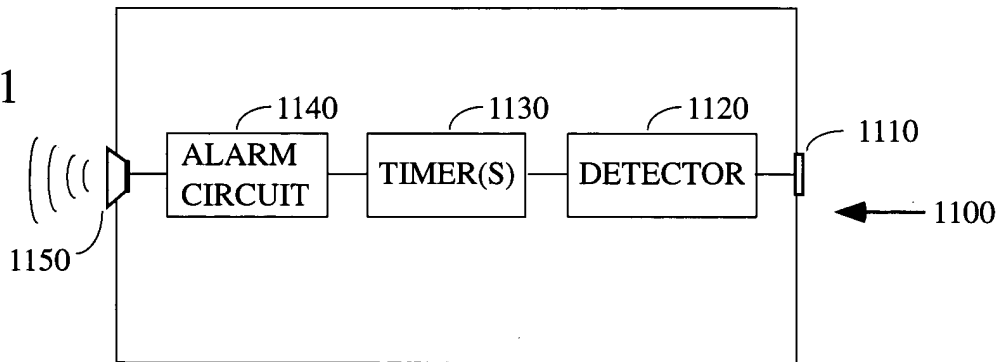 1
1140
1130
1120
1110
ALARM
CIRCUIT
TIMER(S)
DETECTOR
1100
1150